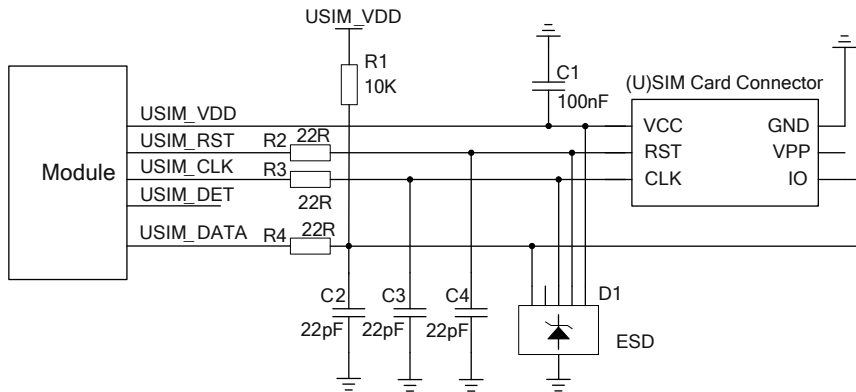 USIM_VDD
R1
10K
C1
100nF
(U)SIM Card Connector
Module
USIM_VDD
USIM_RST
R2
22R
USIM_CLK
R3
22R
USIM_DET
USIM_DATA
R4
22R
VCC
GND
RST
VPP
CLK
IO
C2
22pF
C3
22pF
C4
22pF
D1
ESD